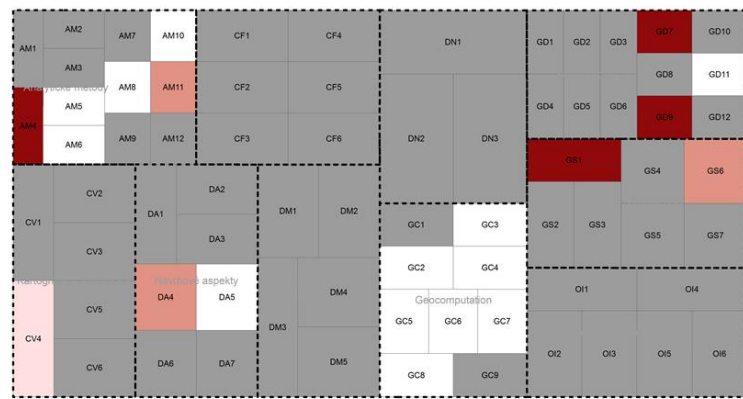 AM1
AM2
AM3
AM4
AM5
AM6
AM7
AM8
AM9
AM10
AM11
AM12
Analytické metody
CF1
CF2
CF3
CF4
CF5
CF6
DN1
DN2
DN3
GD1
GD2
GD3
GD4
GD5
GD6
GD7
GD8
GD9
GD10
GD11
GD12
GS1
GS2
GS3
GS4
GS5
GS6
GS7
CV1
CV2
CV3
CV4
CV5
CV6
DA1
DA2
DA3
DA4
DA5
DA6
DA7
aspekty
DM1
DM2
DM3
DM4
DM5
GC1
GC2
GC3
GC4
GC5
GC6
GC7
GC8
GC9
Geocomputation
OI1
OI2
OI3
OI4
OI5
OI6